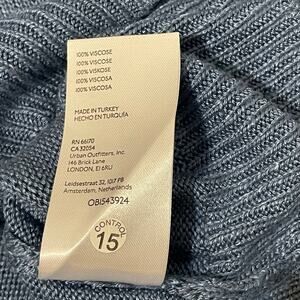 100% VISCOSE
100% VISCOSE
100% VISKOSE
100% VISCOSA
100% VISCOSA
MADE IN TURKEY
HECHO EN TURQUÍA
RN 66170
CA 32054
Urban Outfitters, Inc.
146 Brick Lane
LONDON, E1 6RU
Leidsestraat 32, 1017 PB
Amsterdam, Netherlands
OB1543924
CONTROL
15